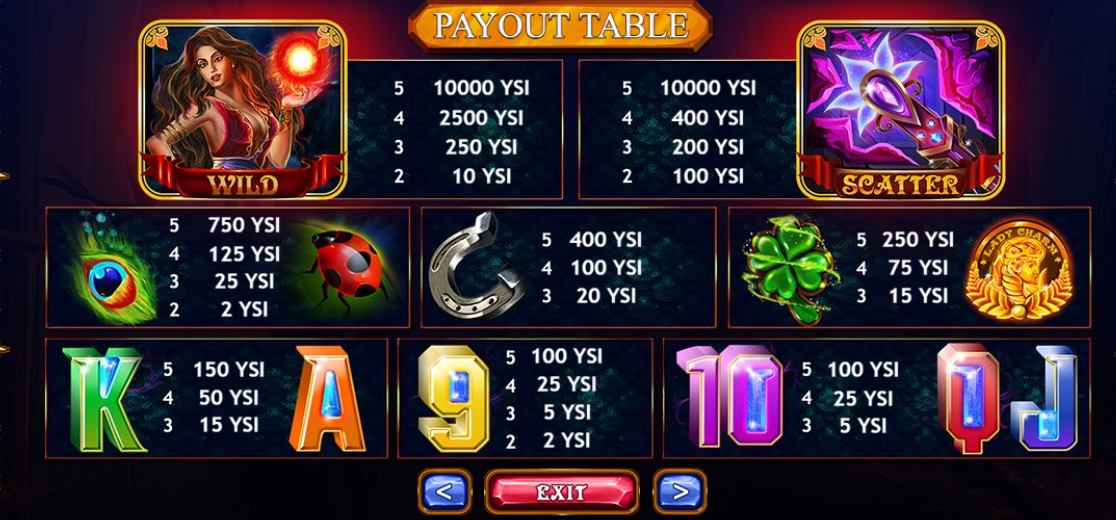 PAYOUT TABLE
WILD
5 10000 YSI
4 2500 YSI
3 250 YSI
2 10 YSI
5 10000 YSI
4 400 YSI
3 200 YSI
2 100 YSI
SCATTER
5 750 YSI
4 125 YSI
3 25 YSI
2 2 YSI
5 400 YSI
4 100 YSI
3 20 YSI
5 250 YSI
4 75 YSI
3 15 YSI
LADY CHARM
K
5 150 YSI
4 50 YSI
3 15 YSI
A
9
5 100 YSI
4 25 YSI
3 5 YSI
2 2 YSI
10
5 100 YSI
4 25 YSI
3 5 YSI
Q J
< EXIT >